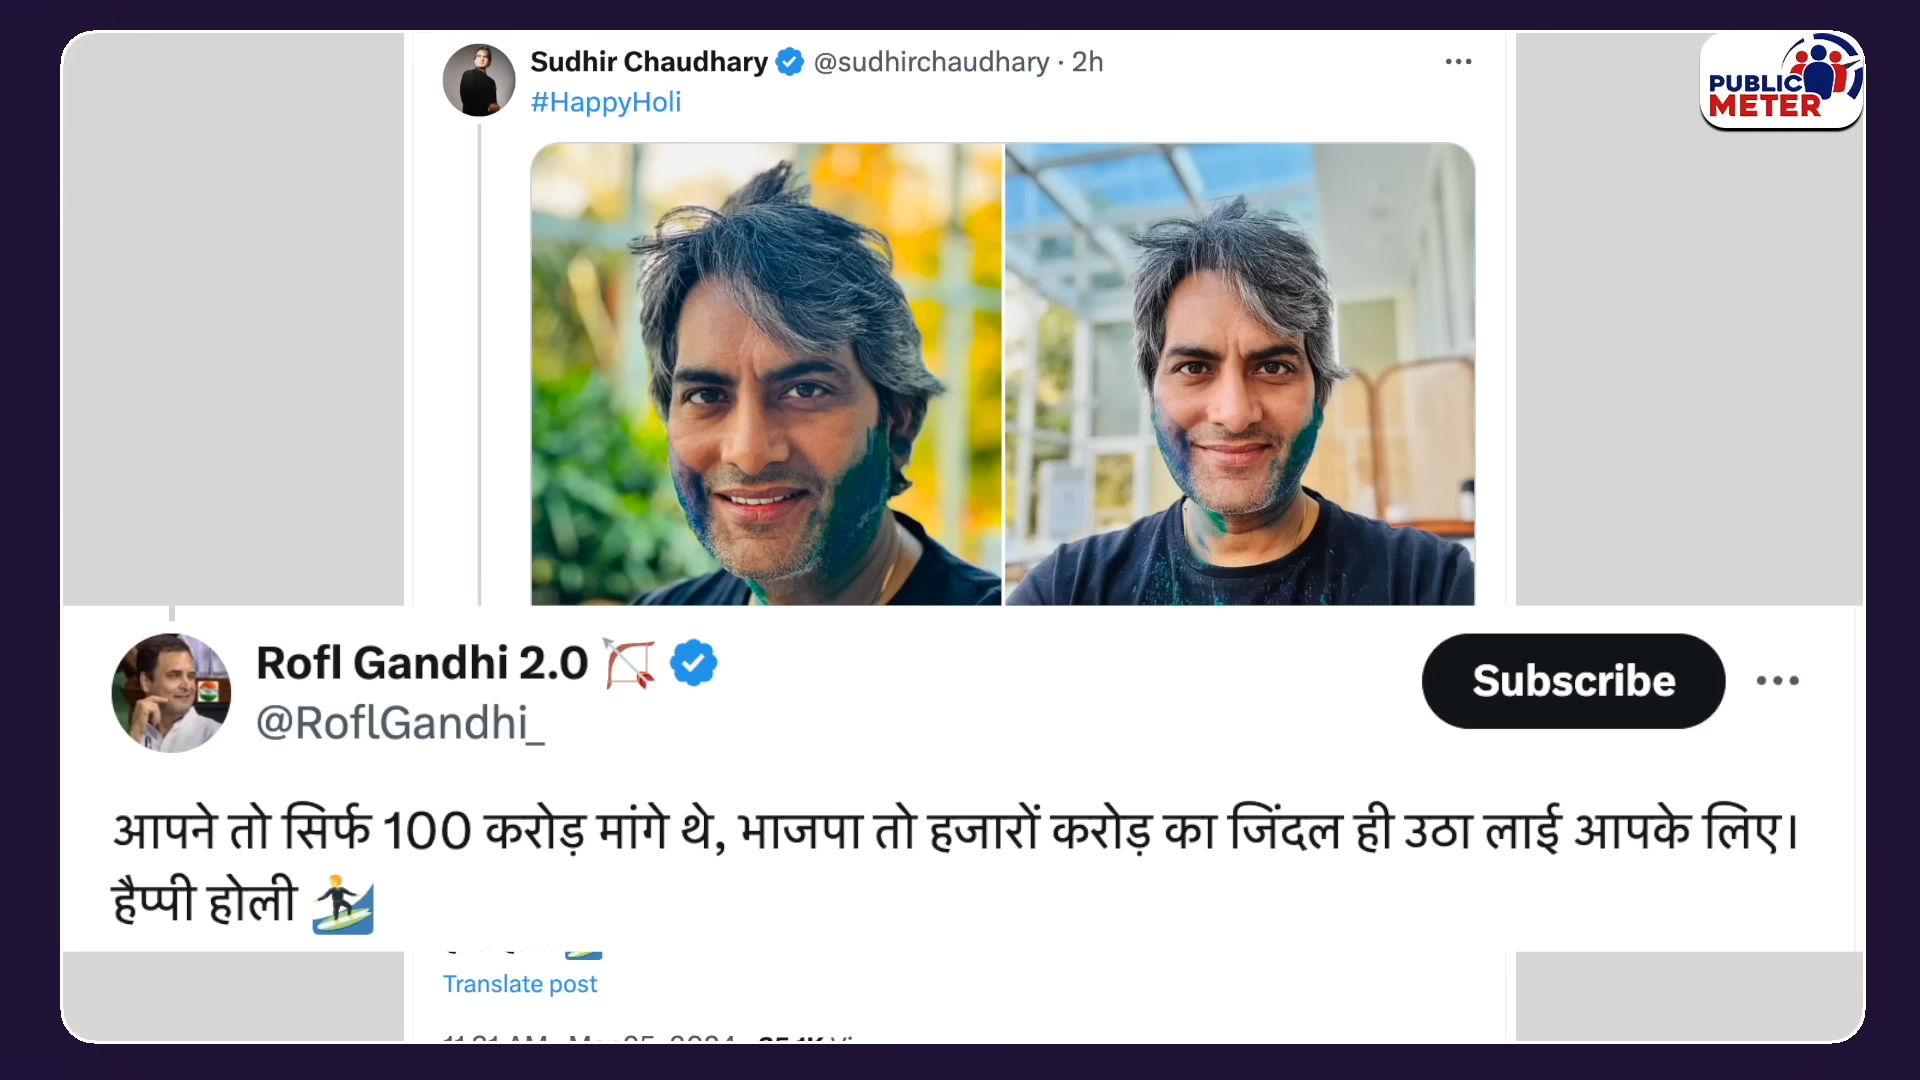 Sudhir Chaudhary @sudhirchaudhary · 2h
#HappyHoli
PUBLIC
METER
Rofl Gandhi 2.0 🏹
@RoflGandhi_
Subscribe
आपने तो सिर्फ 100 करोड़ मांगे थे, भाजपा तो हजारों करोड़ का जिंदल ही उठा लाई आपके लिए।
हैप्पी होली 🏄
Translate post